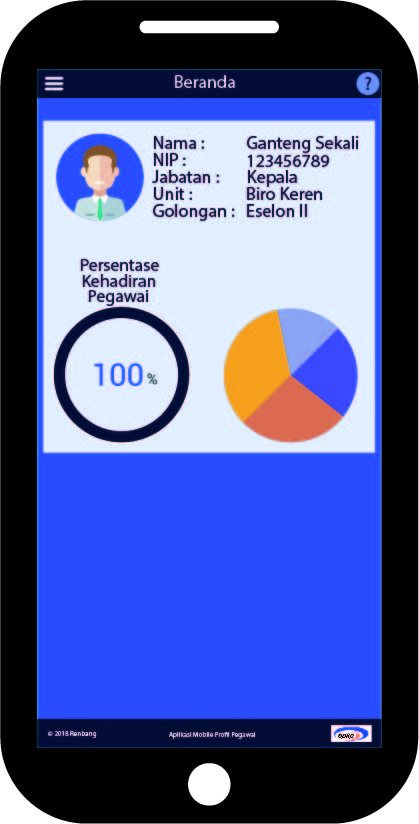 Beranda
?
Nama : Ganteng Sekali
NIP : 123456789
Jabatan : Kepala
Unit : Biro Keren
Golongan : Eselon II
Persentase
Kehadiran
Pegawai
100%
© 2018 Renbang
Aplikasi Mobile Profil Pegawai